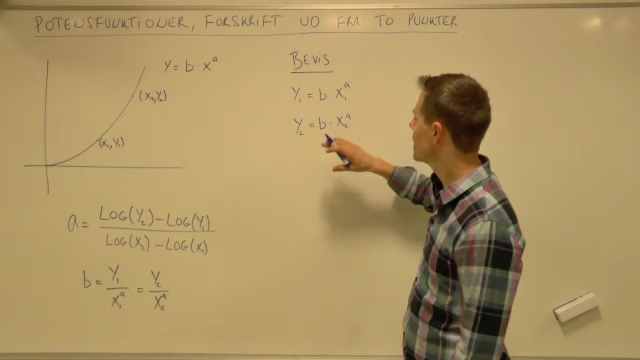 POTENSFUNKTIONER, FORSKRIFT UD FRA TO PUNKTER
y = b · x^a
(x₂, y₂)
(x₁, y₁)
a = (LOG(y₂) − LOG(y₁)) / (LOG(x₂) − LOG(x₁))
b = y₁ / x₁^a = y₂ / x₂^a
BEVIS
y₁ = b · x₁^a
y₂ = b · x₂^a